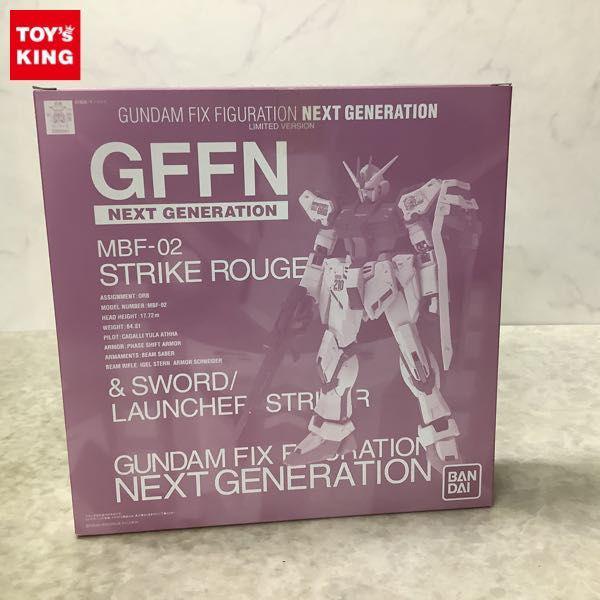 TOY's
KING
GUNDAM FIX FIGURATION NEXT GENERATION
LIMITED VERSION
GFFN
NEXT GENERATION
MBF-02
STRIKE ROUGE
ASSIGNMENT: ORB
MODEL NUMBER: MBF-02
HEAD HEIGHT: 17.72m
WEIGHT: 64.81
PILOT: CAGALLI YULA ATHHA
ARMOR: PHASE SHIFT ARMOR
ARMAMENTS: BEAM SABER
BEAM RIFLE IGEL STERN ARMOR SCHNEIDER
& SWORD/
LAUNCHER STRIKER
GUNDAM FIX FIGURATION
NEXT GENERATION
BAN
DAI